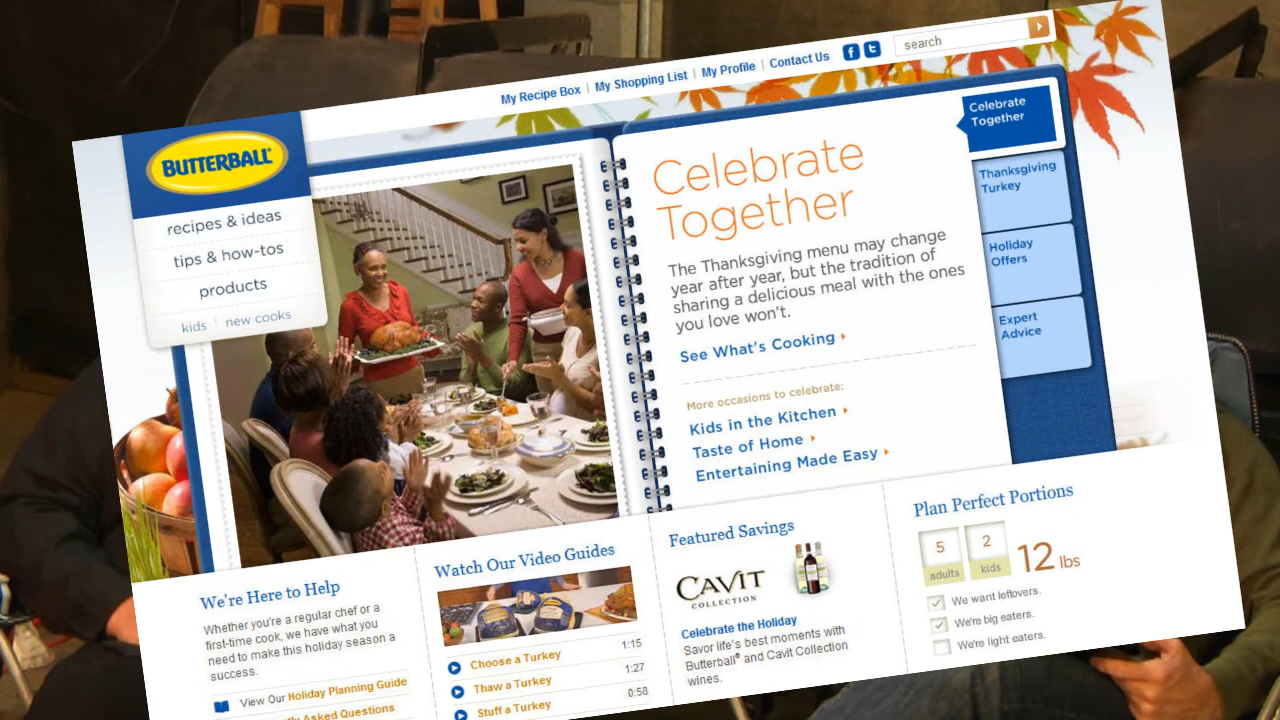 My Recipe Box | My Shopping List | My Profile | Contact Us
search
BUTTERBALL®
recipes & ideas
tips & how-tos
products
kids | new cooks
Celebrate
Together
The Thanksgiving menu may change
year after year, but the tradition of
sharing a delicious meal with the ones
you love won't.
See What's Cooking
More occasions to celebrate:
Kids in the Kitchen
Taste of Home
Entertaining Made Easy
Celebrate
Together
Thanksgiving
Turkey
Holiday
Offers
Expert
Advice
We're Here to Help
Whether you're a regular chef or a
first-time cook, we have what you
need to make this holiday season a
success.
View Our Holiday Planning Guide
Asked Questions
Watch Our Video Guides
Choose a Turkey 1:15
Thaw a Turkey 1:27
Stuff a Turkey 0:58
Featured Savings
CAVIT
COLLECTION
Celebrate the Holiday
Savor life's best moments with
Butterball® and Cavit Collection
wines.
Plan Perfect Portions
5 adults
2 kids
12 lbs
We want leftovers.
We're big eaters.
We're light eaters.